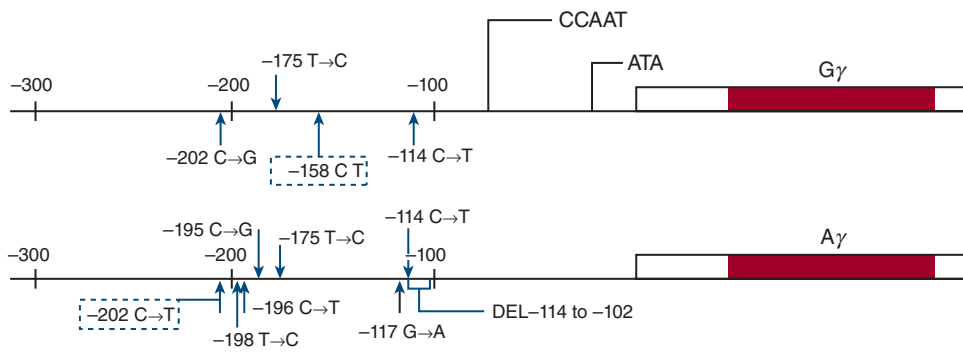 CCAAT
−175 T→C
ATA
Gγ
−300
−200
−100
−202 C→G
−158 C T
−114 C→T
−114 C→T
−195 C→G
−175 T→C
Aγ
−300
−200
−100
−202 C→T
−196 C→T
DEL−114 to −102
−198 T→C
−117 G→A